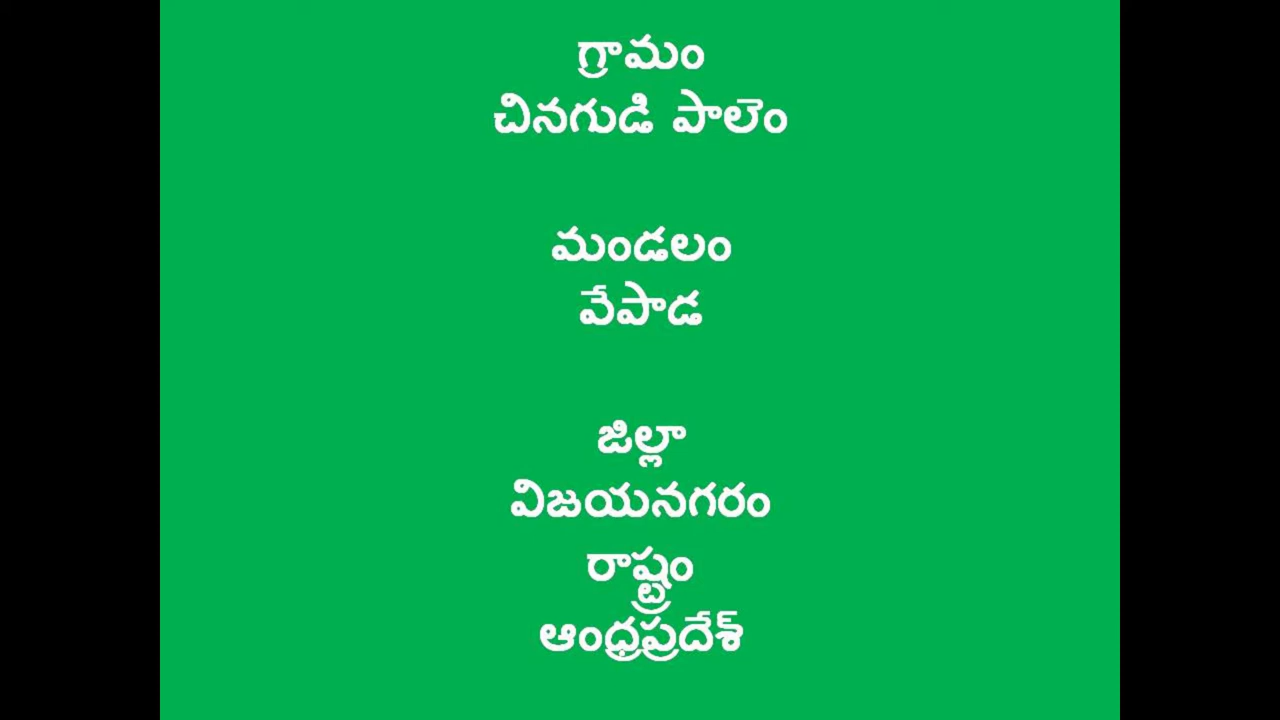 గ్రామం
చినగుడి పాలెం
మండలం
వేపాడ
జిల్లా
విజయనగరం
రాష్ట్రం
ఆంధ్రప్రదేశ్